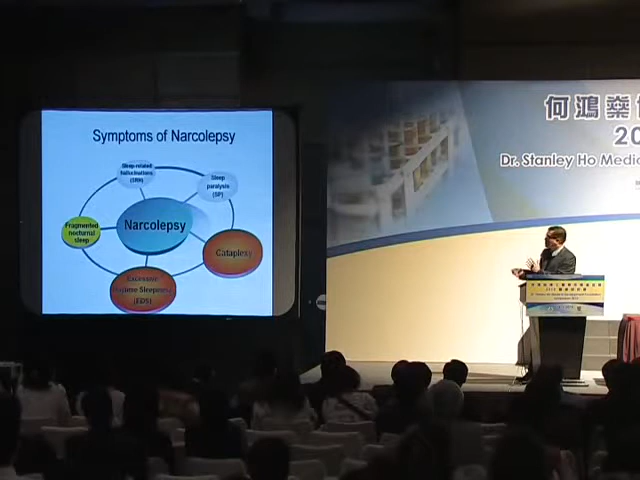 Symptoms of Narcolepsy
Sleep-related
hallucinations
(SRH)
Sleep
paralysis
(SP)
Fragmented
nocturnal
sleep
Narcolepsy
Cataplexy
Excessive
Daytime Sleepiness
(EDS)
何鴻燊
20
Dr. Stanley Ho Medic